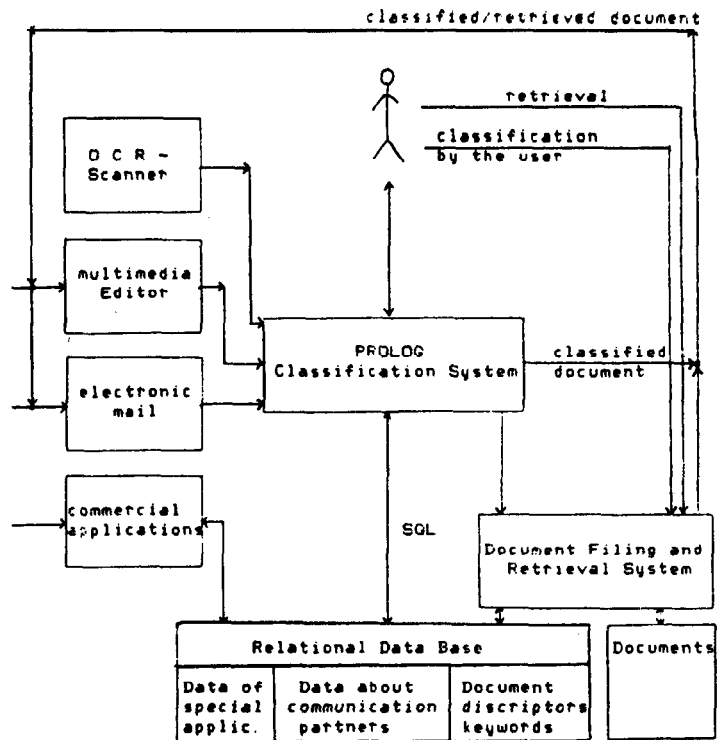 classified/retrieved document
retrieval
classification
by the user
O C R -
Scanner
multimedia
Editor
PROLOG
Classification System
classified
document
electronic
mail
commercial
applications
SQL
Document Filing and
Retrieval System
Relational Data Base
Documents
Data of
special
applic.
Data about
communication
partners
Document
discriptors
keywords